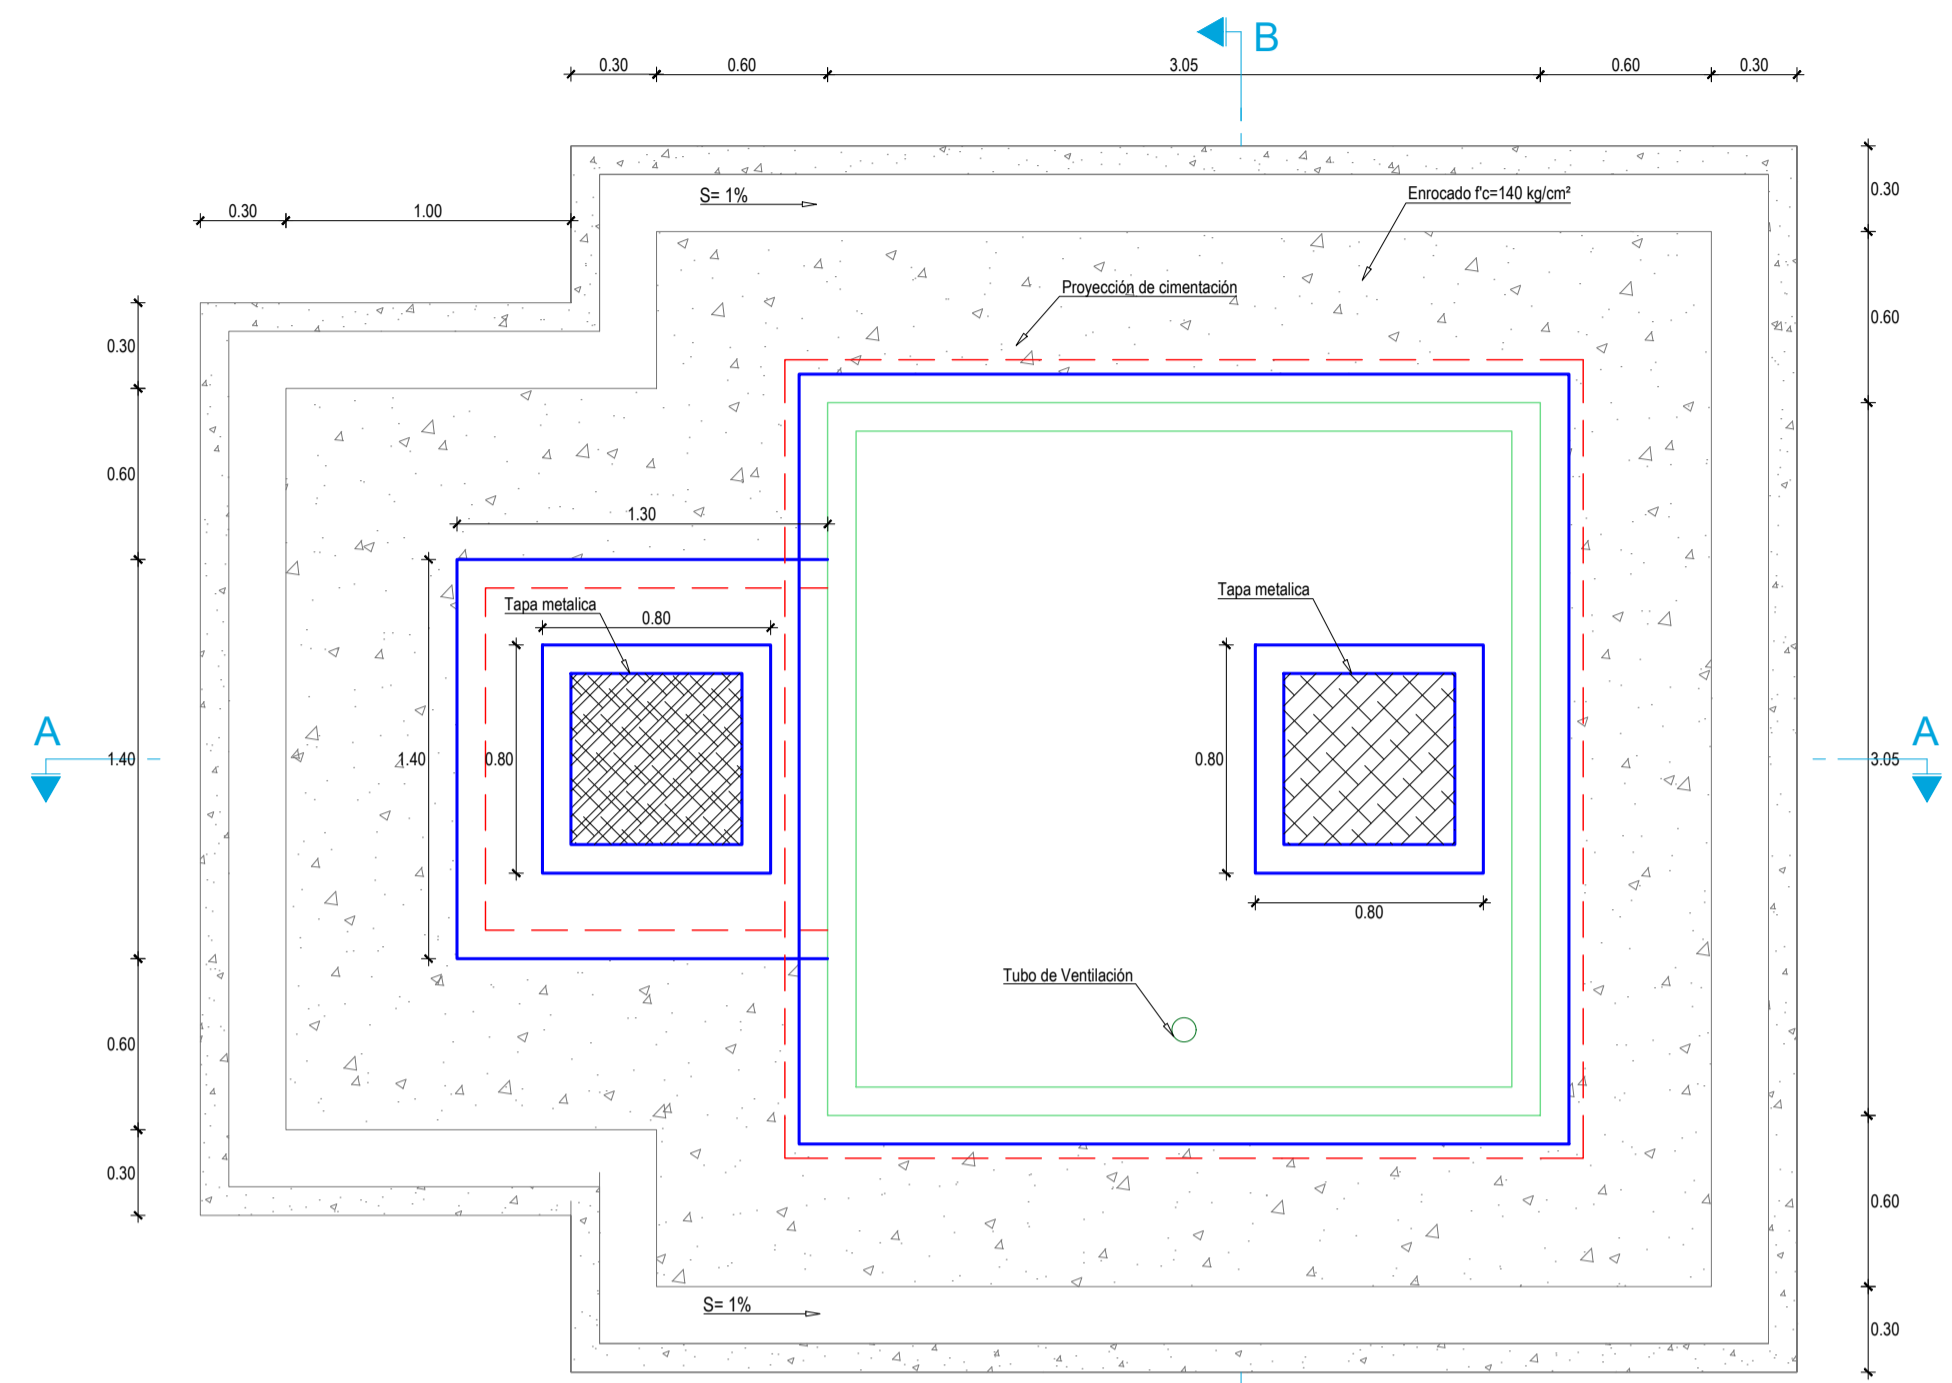 B
0.30
0.60
3.05
0.60
0.30
S= 1%
Enrocado f'c=140 kg/cm²
0.30
0.30
1.00
Proyección de cimentación
0.60
0.30
0.60
1.30
Tapa metalica
Tapa metalica
0.80
A
1.40
1.40
0.80
0.80
3.05
A
0.80
Tubo de Ventilación
0.60
0.30
0.60
S= 1%
0.30